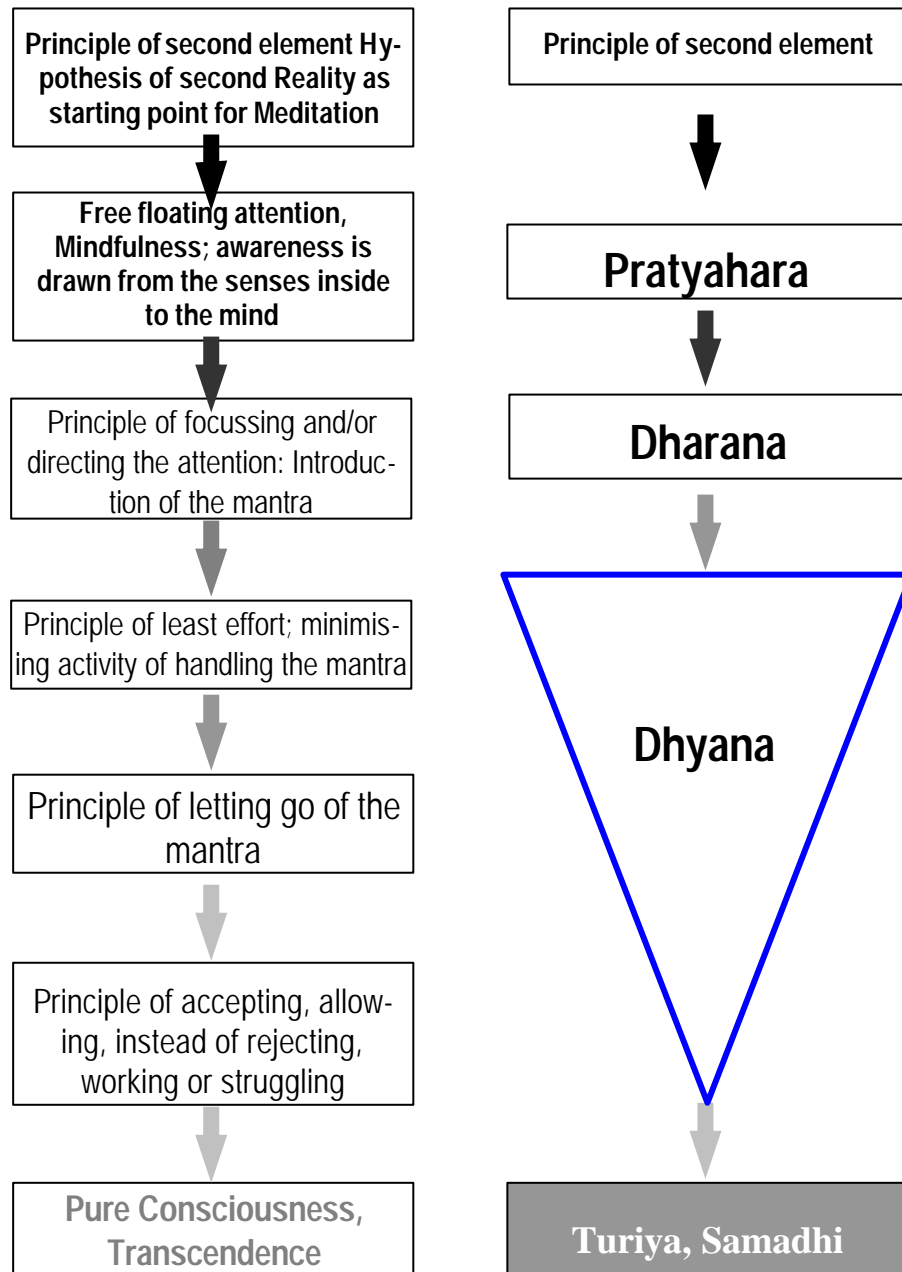 Principle of second element Hy-
pothesis of second Reality as
starting point for Meditation
Free floating attention,
Mindfulness; awareness is
drawn from the senses inside
to the mind
Principle of focussing and/or
directing the attention: Introduc-
tion of the mantra
Principle of least effort; minimis-
ing activity of handling the mantra
Principle of letting go of the
mantra
Principle of accepting, allow-
ing, instead of rejecting,
working or struggling
Pure Consciousness,
Transcendence
Principle of second element
Pratyahara
Dharana
Dhyana
Turiya, Samadhi